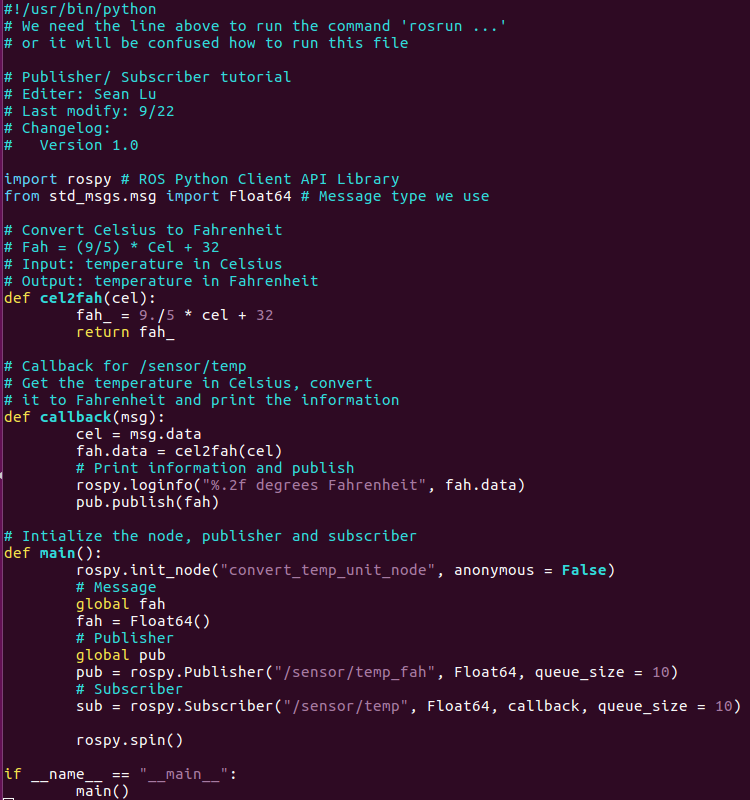 #!/usr/bin/python
# We need the line above to run the command 'rosrun ...'
# or it will be confused how to run this file

# Publisher/ Subscriber tutorial
# Editer: Sean Lu
# Last modify: 9/22
# Changelog:
#   Version 1.0

import rospy # ROS Python Client API Library
from std_msgs.msg import Float64 # Message type we use

# Convert Celsius to Fahrenheit
# Fah = (9/5) * Cel + 32
# Input: temperature in Celsius
# Output: temperature in Fahrenheit
def cel2fah(cel):
        fah_ = 9./5 * cel + 32
        return fah_

# Callback for /sensor/temp
# Get the temperature in Celsius, convert
# it to Fahrenheit and print the information
def callback(msg):
        cel = msg.data
        fah.data = cel2fah(cel)
        # Print information and publish
        rospy.loginfo("%.2f degrees Fahrenheit", fah.data)
        pub.publish(fah)

# Intialize the node, publisher and subscriber
def main():
        rospy.init_node("convert_temp_unit_node", anonymous = False)
        # Message
        global fah
        fah = Float64()
        # Publisher
        global pub
        pub = rospy.Publisher("/sensor/temp_fah", Float64, queue_size = 10)
        # Subscriber
        sub = rospy.Subscriber("/sensor/temp", Float64, callback, queue_size = 10)

        rospy.spin()

if __name__ == "__main__":
        main()